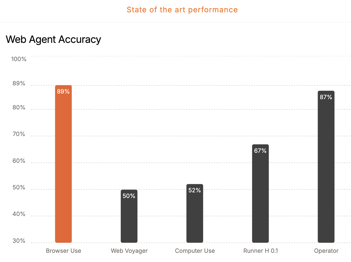 State of the art performance
Web Agent Accuracy
100%
89%
80%
70%
60%
50%
40%
30%
89%
50%
52%
67%
87%
Browser Use
Web Voyager
Computer Use
Runner H 0.1
Operator